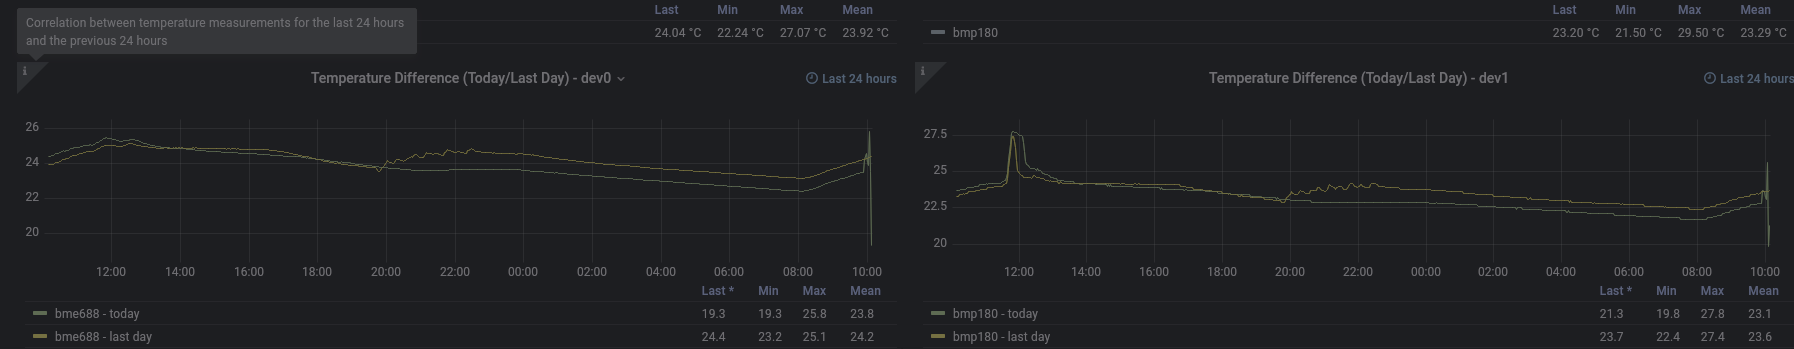 Correlation between temperature measurements for the last 24 hours
and the previous 24 hours
Last Min Max Mean
24.04 °C 22.24 °C 27.07 °C 23.92 °C
Last Min Max Mean
bmp180 23.20 °C 21.50 °C 29.50 °C 23.29 °C
i
Temperature Difference (Today/Last Day) - dev0
Last 24 hours
26
24
22
20
12:00 14:00 16:00 18:00 20:00 22:00 00:00 02:00 04:00 06:00 08:00 10:00
Last * Min Max Mean
bme688 - today 19.3 19.3 25.8 23.8
bme688 - last day 24.4 23.2 25.1 24.2
i
Temperature Difference (Today/Last Day) - dev1
Last 24 hours
27.5
25
22.5
20
12:00 14:00 16:00 18:00 20:00 22:00 00:00 02:00 04:00 06:00 08:00 10:00
Last * Min Max Mean
bmp180 - today 21.3 19.8 27.8 23.1
bmp180 - last day 23.7 22.4 27.4 23.6